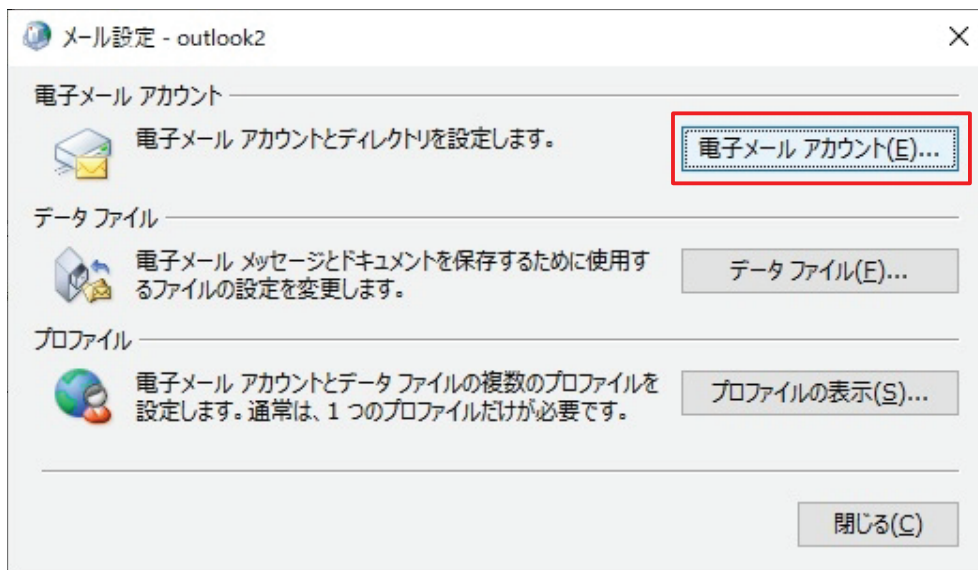 メール設定 - outlook2
電子メール アカウント
電子メール アカウントとディレクトリを設定します。
電子メール アカウント(E)...
データ ファイル
電子メール メッセージとドキュメントを保存するために使用す
るファイルの設定を変更します。
データ ファイル(F)...
プロファイル
電子メール アカウントとデータ ファイルの複数のプロファイルを
設定します。通常は、1 つのプロファイルだけが必要です。
プロファイルの表示(S)...
閉じる(C)